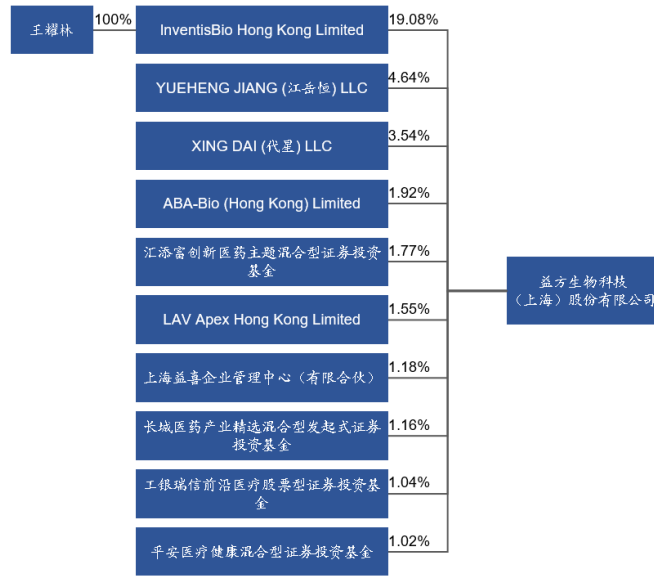 王耀林
100%
InventisBio Hong Kong Limited
19.08%
YUEHENG JIANG (江岳恒) LLC
4.64%
XING DAI (代星) LLC
3.54%
ABA-Bio (Hong Kong) Limited
1.92%
汇添富创新医药主题混合型证券投资
基金
1.77%
LAV Apex Hong Kong Limited
1.55%
上海益喜企业管理中心（有限合伙）
1.18%
长城医药产业精选混合型发起式证券
投资基金
1.16%
工银瑞信前沿医疗股票型证券投资基
金
1.04%
平安医疗健康混合型证券投资基金
1.02%
益方生物科技
（上海）股份有限公司